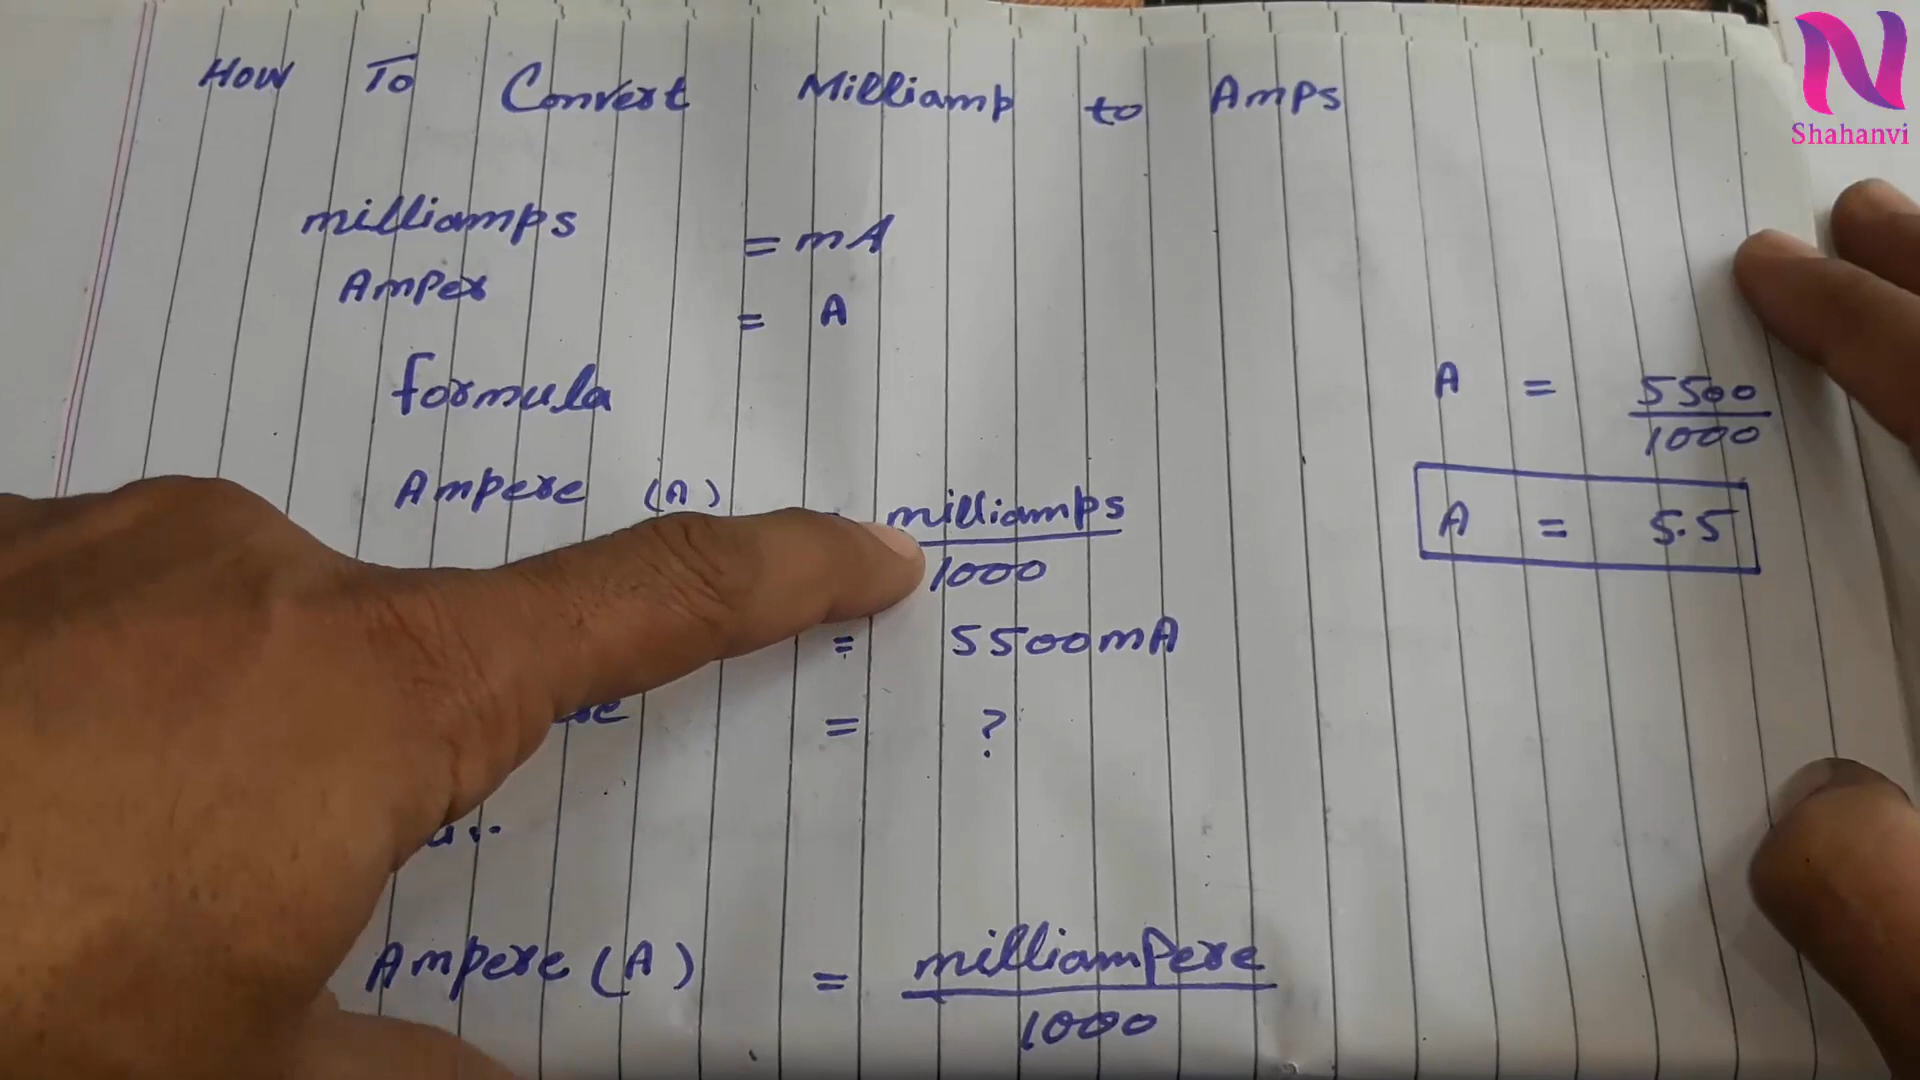 How To Convert Milliamp to Amps
milliamps = mA
Amper = A
formula
Ampere (A) = milliamps
1000
= 5500mA
= ?
Ampere (A) = milliampere
1000
A = 5500
1000
A = 5.5
N
Shahanvi